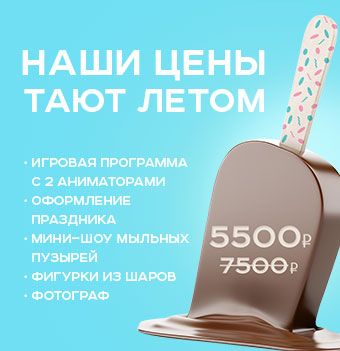 НАШИ ЦЕНЫ
ТАЮТ ЛЕТОМ
· ИГРОВАЯ ПРОГРАММА
С 2 АНИМАТОРАМИ
· ОФОРМЛЕНИЕ
ПРАЗДНИКА
· МИНИ-ШОУ МЫЛЬНЫХ
ПУЗЫРЕЙ
· ФИГУРКИ ИЗ ШАРОВ
· ФОТОГРАФ
5500₽
7500₽